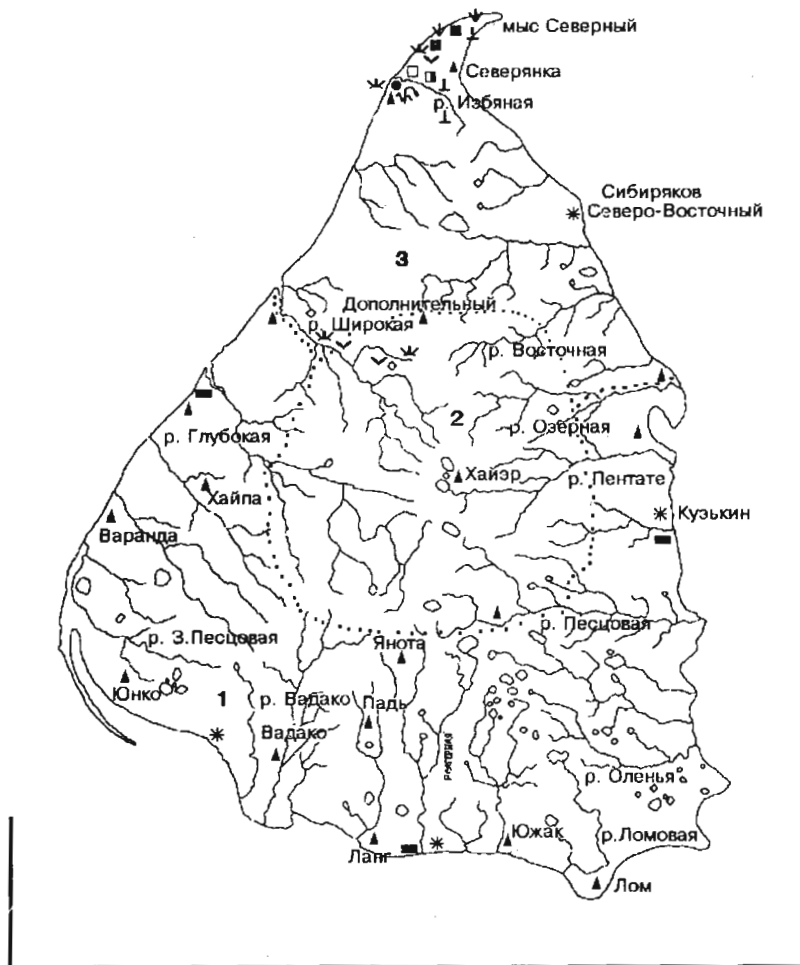 мыс Северный
Северянка
р. Избяная
Сибиряков
Северо-Восточный
3
Дополнительный
р. Широкая
р. Восточная
2
р. Озёрная
р. Глубокая
Хайэр
р. Пентате
Хайпа
Кузькин
Варанда
р. З.Песцовая
р. Песцовая
Янота
Юнко
1
р. Вадако
Падь
Вадако
р. Оленья
Южак
р.Ломовая
Лапг
Лом